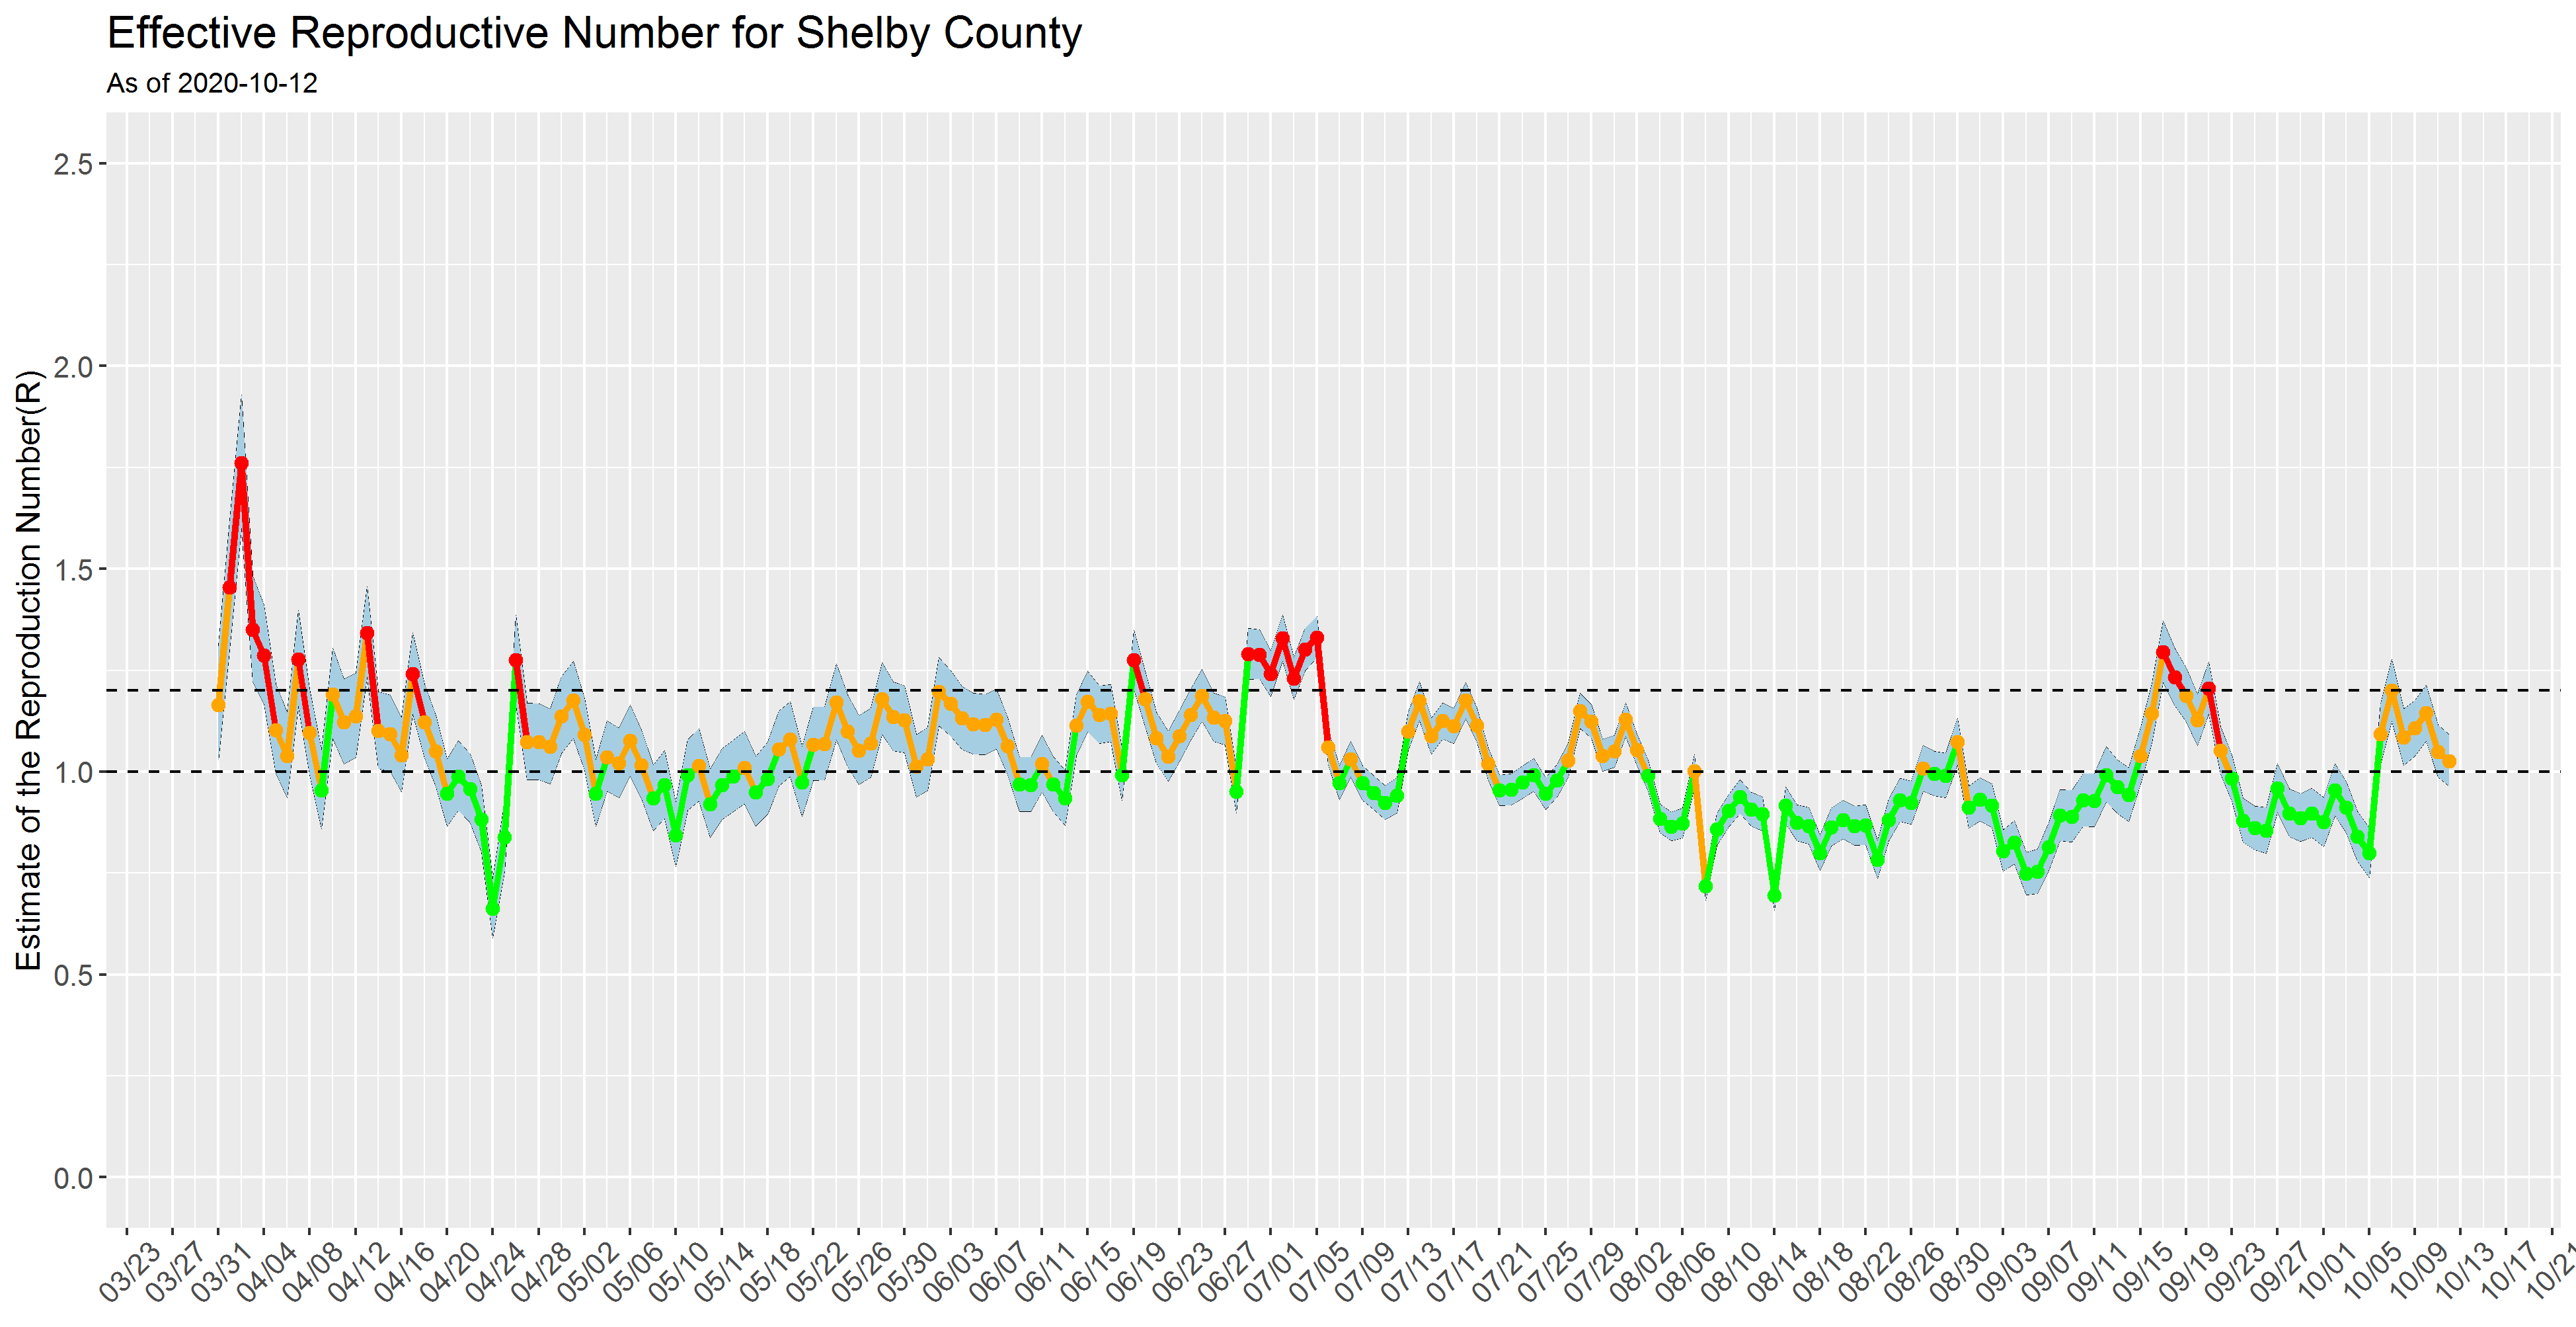 Effective Reproductive Number for Shelby County
As of 2020-10-12
Estimate of the Reproduction Number(R)
2.5
2.0
1.5
1.0
0.5
0.0
03/23 03/27 03/31 04/04 04/08 04/12 04/16 04/20 04/24 04/28 05/02 05/06 05/10 05/14 05/18 05/22 05/26 05/30 06/03 06/07 06/11 06/15 06/19 06/23 06/27 07/01 07/05 07/09 07/13 07/17 07/21 07/25 07/29 08/02 08/06 08/10 08/14 08/18 08/22 08/26 08/30 09/03 09/07 09/11 09/15 09/19 09/23 09/27 10/01 10/05 10/09 10/13 10/17 10/21